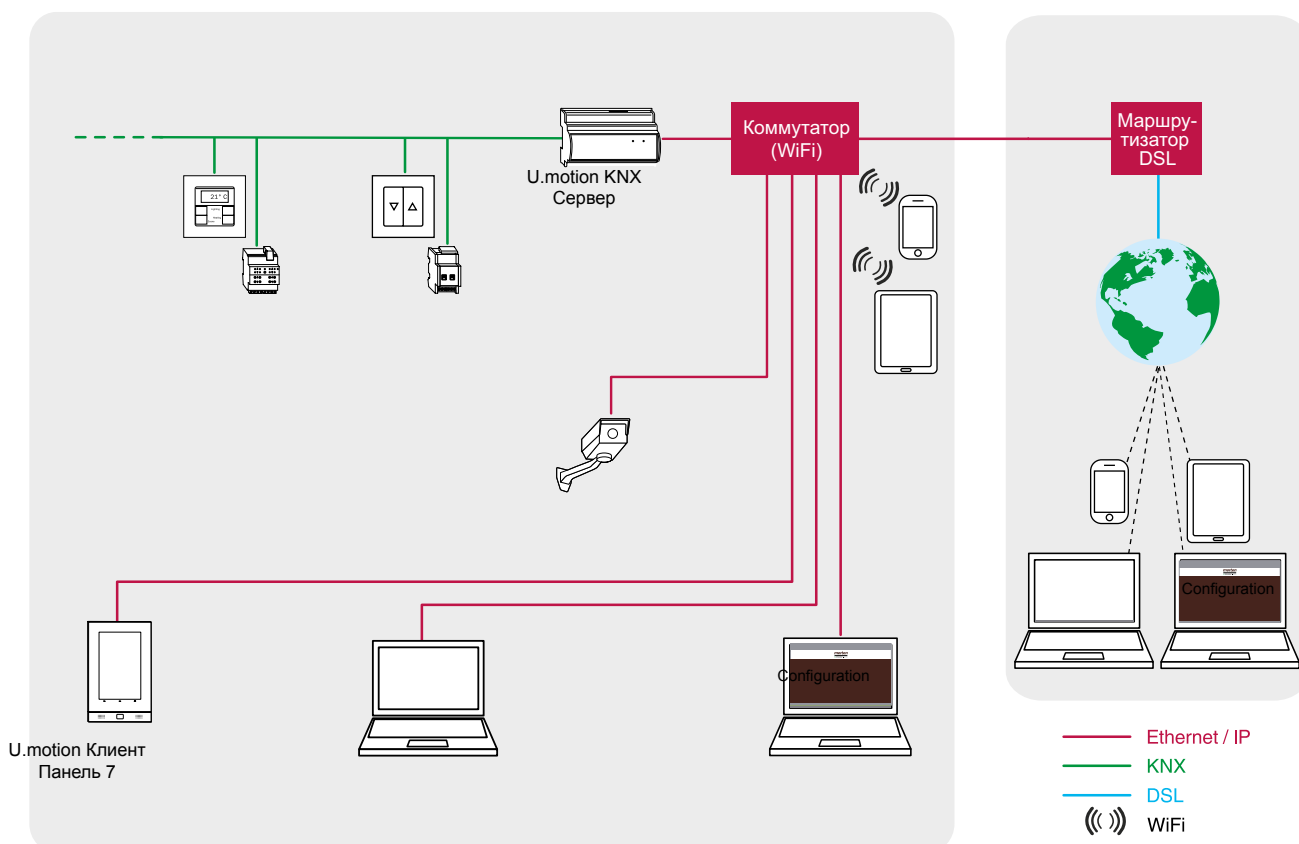 Коммутатор
(WiFi)
Маршру-
тизатор
DSL
U.motion KNX
Сервер
21° C
Configuration
Configuration
U.motion Клиент
Панель 7
Ethernet / IP
KNX
DSL
WiFi